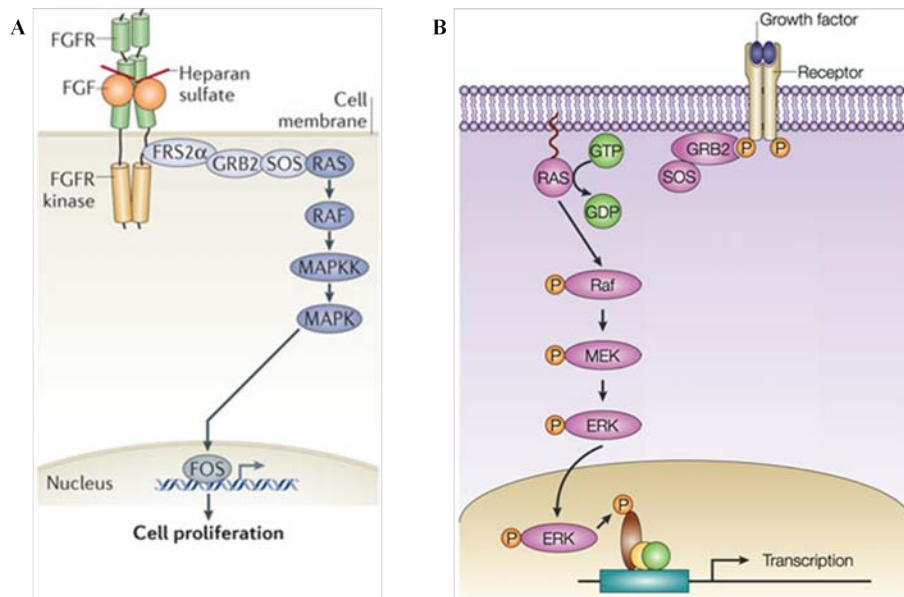 A
FGFR
FGF
Heparan
sulfate
Cell
membrane
FRS2α
GRB2
SOS
RAS
FGFR
kinase
RAF
MAPKK
MAPK
FOS
Nucleus
Cell proliferation
B
Growth factor
Receptor
GRB2
P
P
SOS
RAS
GTP
GDP
P
Raf
P
MEK
P
ERK
P
P
ERK
Transcription